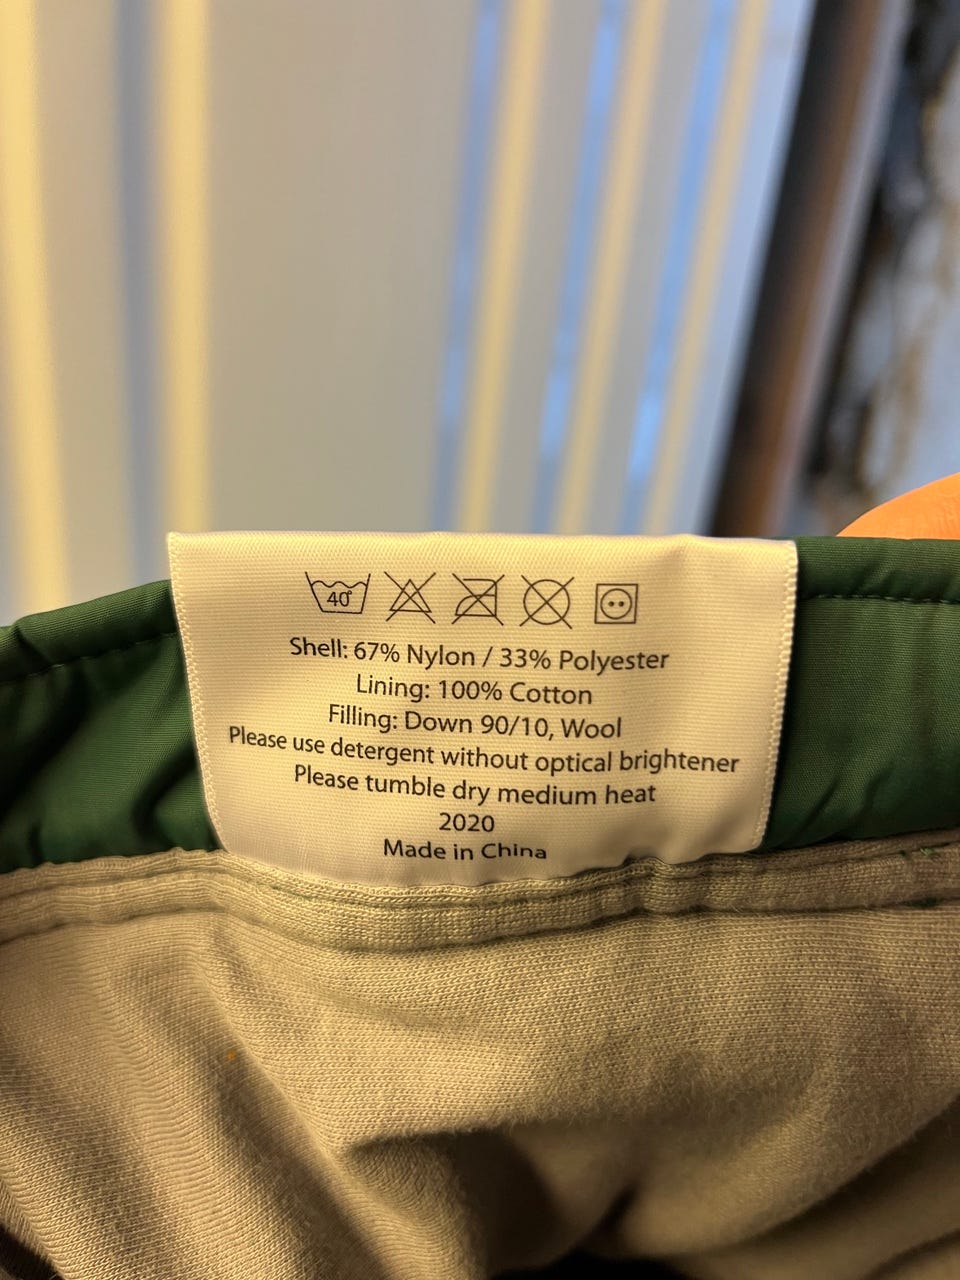 40°
Shell: 67% Nylon / 33% Polyester
Lining: 100% Cotton
Filling: Down 90/10, Wool
Please use detergent without optical brightener
Please tumble dry medium heat
2020
Made in China